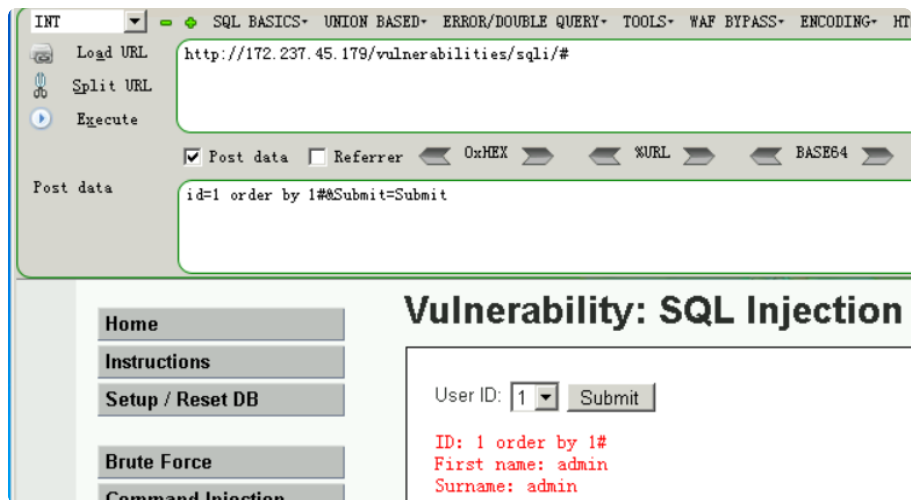 INT SQL BASICS- UNION BASED- ERROR/DOUBLE QUERY- TOOLS- WAF BYPASS- ENCODING- HT
Load URL
http://172.237.45.179/vulnerabilities/sqli/#
Split URL
Execute
Post data Referrer 0xHEX %URL BASE64
Post data
id=1 order by 1#&Submit=Submit
Vulnerability: SQL Injection
Home
Instructions
Setup / Reset DB
User ID: 1 Submit
ID: 1 order by 1#
First name: admin
Surname: admin
Brute Force
Command Injection